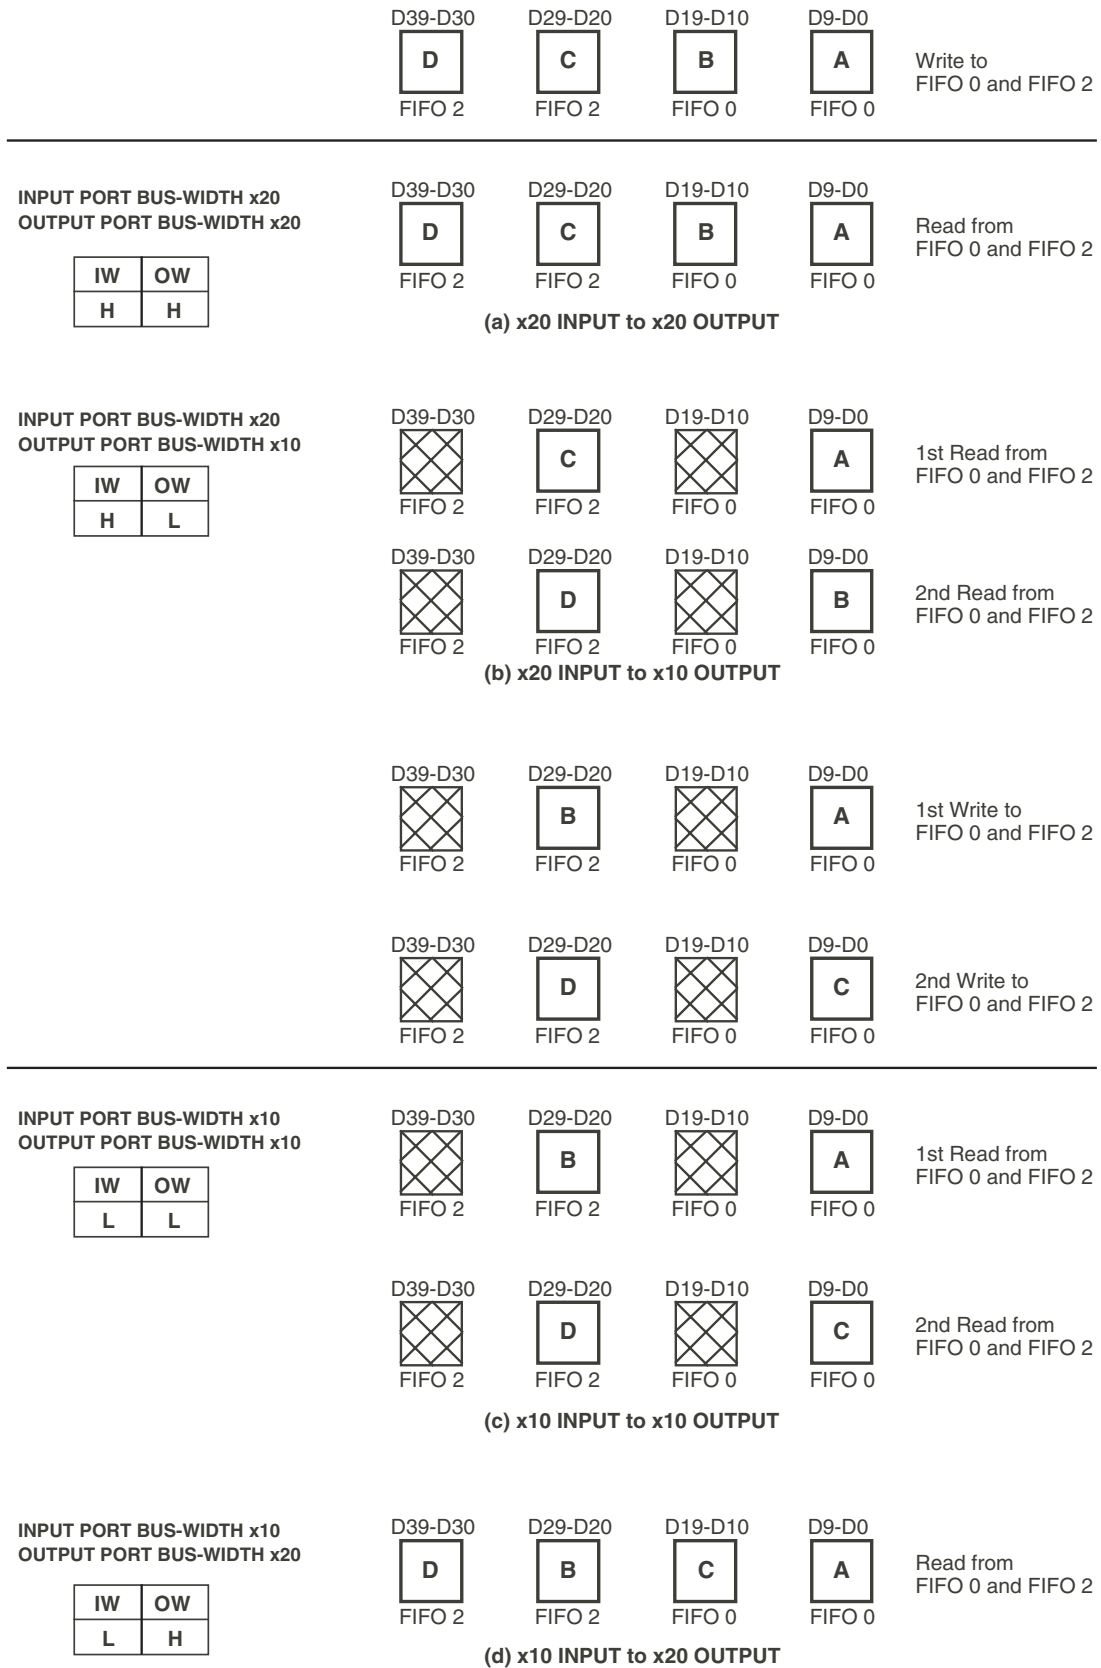 D39-D30 D29-D20 D19-D10 D9-D0
D C B A
Write to
FIFO 0 and FIFO 2
FIFO 2 FIFO 2 FIFO 0 FIFO 0
INPUT PORT BUS-WIDTH x20
OUTPUT PORT BUS-WIDTH x20
IW OW
H H
D39-D30 D29-D20 D19-D10 D9-D0
D C B A
Read from
FIFO 0 and FIFO 2
FIFO 2 FIFO 2 FIFO 0 FIFO 0
(a) x20 INPUT to x20 OUTPUT
INPUT PORT BUS-WIDTH x20
OUTPUT PORT BUS-WIDTH x10
IW OW
H L
D39-D30 D29-D20 D19-D10 D9-D0
C A
1st Read from
FIFO 0 and FIFO 2
FIFO 2 FIFO 2 FIFO 0 FIFO 0
D39-D30 D29-D20 D19-D10 D9-D0
D B
2nd Read from
FIFO 0 and FIFO 2
FIFO 2 FIFO 2 FIFO 0 FIFO 0
(b) x20 INPUT to x10 OUTPUT
D39-D30 D29-D20 D19-D10 D9-D0
B A
1st Write to
FIFO 0 and FIFO 2
FIFO 2 FIFO 2 FIFO 0 FIFO 0
D39-D30 D29-D20 D19-D10 D9-D0
D C
2nd Write to
FIFO 0 and FIFO 2
FIFO 2 FIFO 2 FIFO 0 FIFO 0
INPUT PORT BUS-WIDTH x10
OUTPUT PORT BUS-WIDTH x10
IW OW
L L
D39-D30 D29-D20 D19-D10 D9-D0
B A
1st Read from
FIFO 0 and FIFO 2
FIFO 2 FIFO 2 FIFO 0 FIFO 0
D39-D30 D29-D20 D19-D10 D9-D0
D C
2nd Read from
FIFO 0 and FIFO 2
FIFO 2 FIFO 2 FIFO 0 FIFO 0
(c) x10 INPUT to x10 OUTPUT
INPUT PORT BUS-WIDTH x10
OUTPUT PORT BUS-WIDTH x20
IW OW
L H
D39-D30 D29-D20 D19-D10 D9-D0
D B C A
Read from
FIFO 0 and FIFO 2
FIFO 2 FIFO 2 FIFO 0 FIFO 0
(d) x10 INPUT to x20 OUTPUT